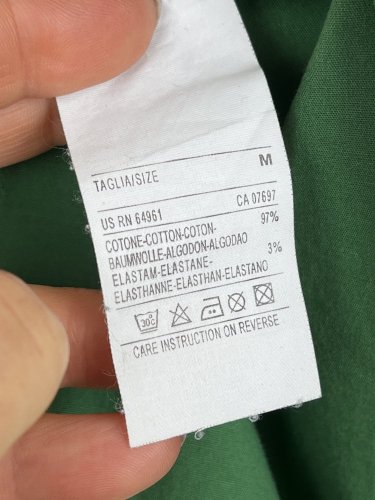 TAGLIA/SIZE M
US RN 64961 CA 07697
COTONE-COTTON-COTON- 97%
BAUMWOLLE-ALGODON-ALGODAO
ELASTAM-ELASTANE- 3%
ELASTHANNE-ELASTHAN-ELASTANO
30
CARE INSTRUCTION ON REVERSE